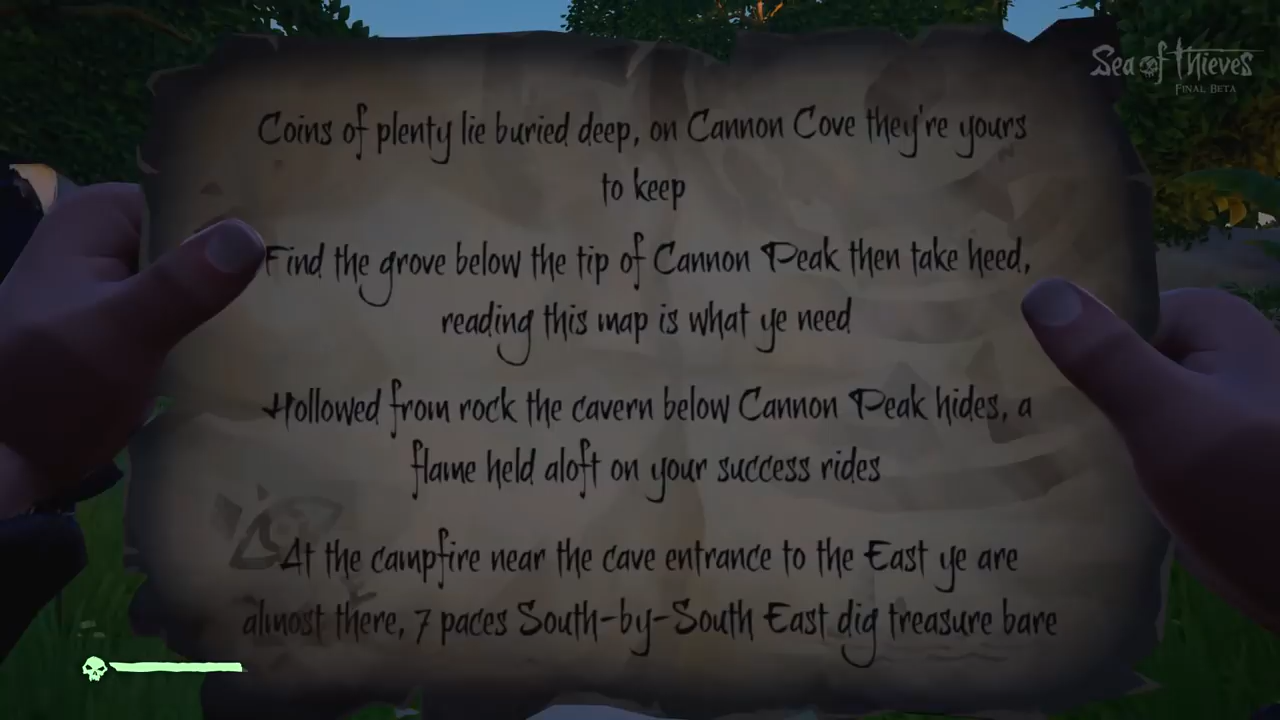 Sea of Thieves
Final Beta
Coins of plenty lie buried deep, on Cannon Cove they're yours
to keep
Find the grove below the tip of Cannon Peak then take heed,
reading this map is what ye need
Hollowed from rock the cavern below Cannon Peak hides, a
flame held aloft on your success rides
At the campfire near the cave entrance to the East ye are
almost there, 7 paces South-by-South East dig treasure bare